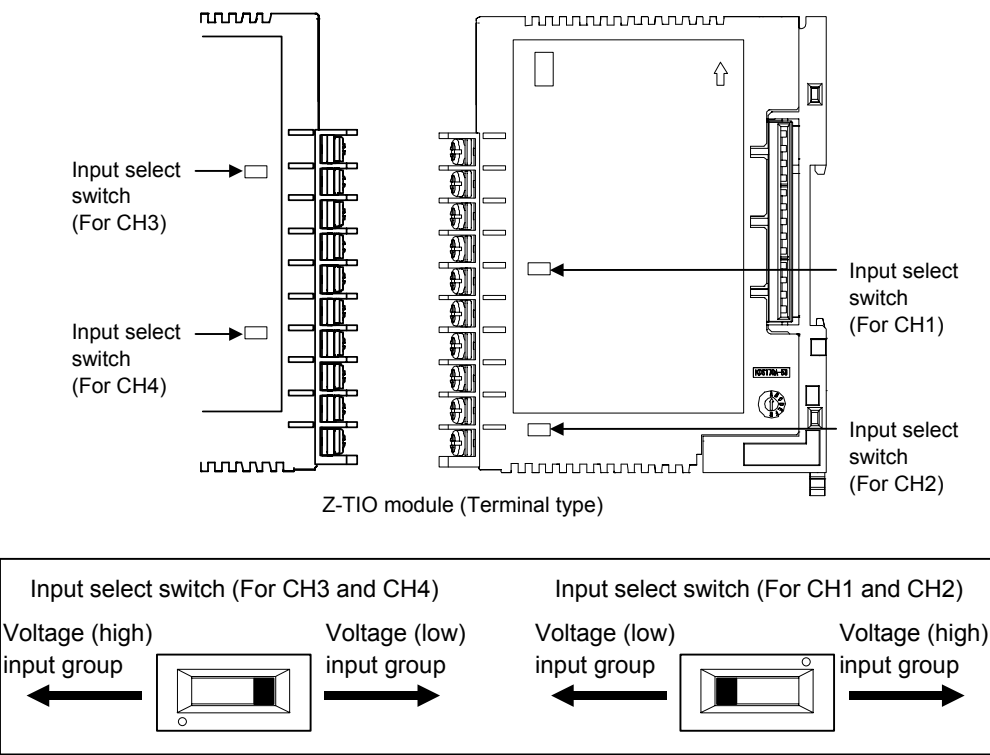 Input select
switch
(For CH3)
Input select
switch
(For CH4)
Input select
switch
(For CH1)
Input select
switch
(For CH2)
Z-TIO module (Terminal type)
Input select switch (For CH3 and CH4)
Voltage (high)
input group
Voltage (low)
input group
Input select switch (For CH1 and CH2)
Voltage (low)
input group
Voltage (high)
input group